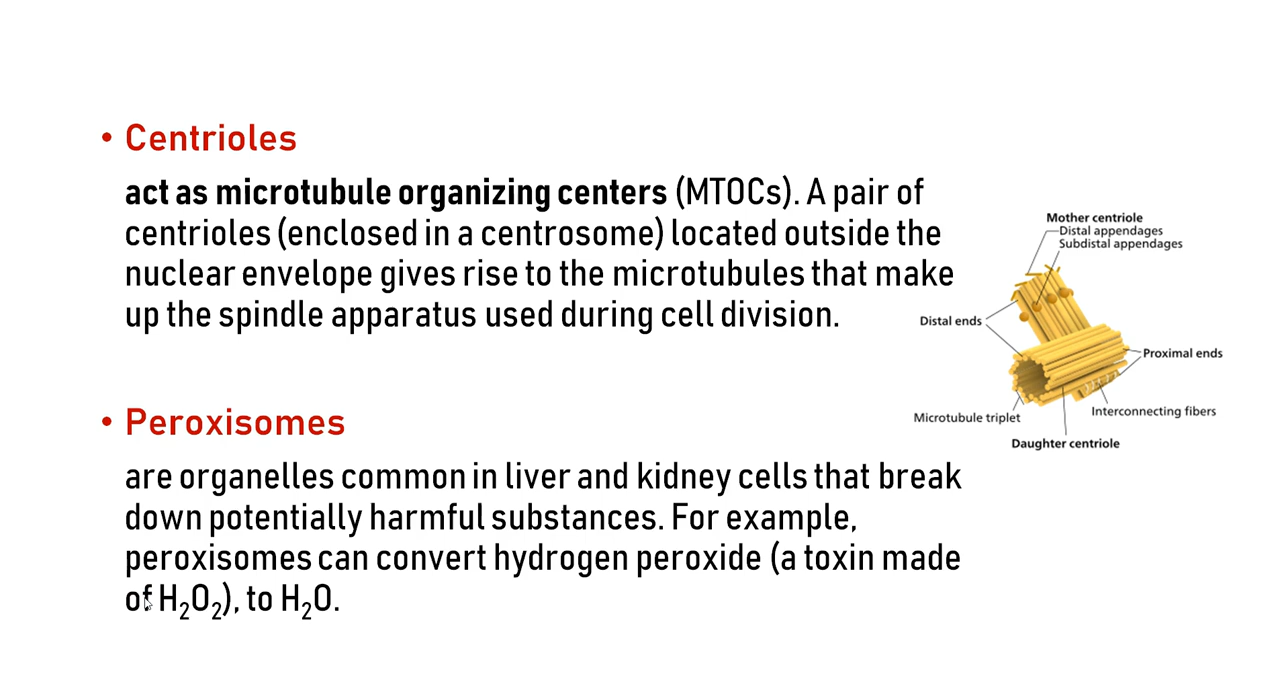 • Centrioles
act as microtubule organizing centers (MTOCs). A pair of
centrioles (enclosed in a centrosome) located outside the
nuclear envelope gives rise to the microtubules that make
up the spindle apparatus used during cell division.
• Peroxisomes
are organelles common in liver and kidney cells that break
down potentially harmful substances. For example,
peroxisomes can convert hydrogen peroxide (a toxin made
of H₂O₂), to H₂O.
Mother centriole
Distal appendages
Subdistal appendages
Distal ends
Proximal ends
Microtubule triplet
Interconnecting fibers
Daughter centriole